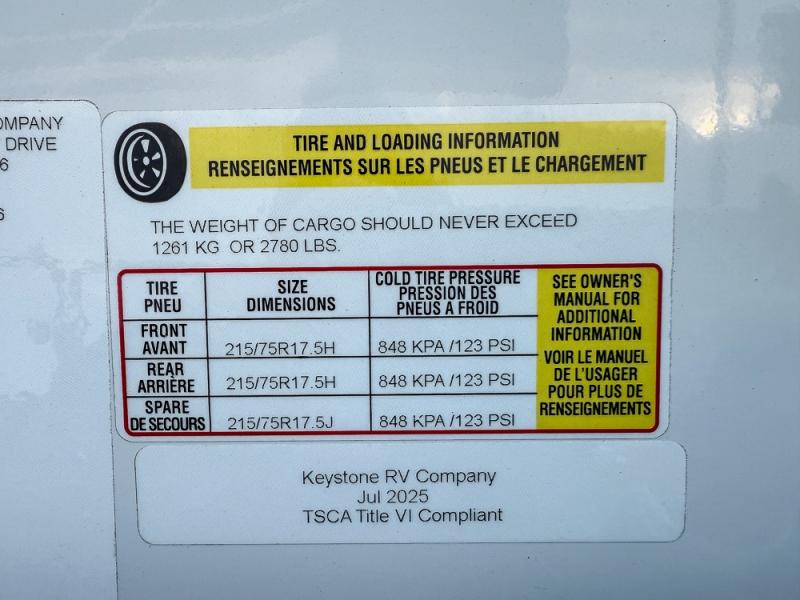 OMPANY
DRIVE
6
6
TIRE AND LOADING INFORMATION
RENSEIGNEMENTS SUR LES PNEUS ET LE CHARGEMENT
THE WEIGHT OF CARGO SHOULD NEVER EXCEED
1261 KG OR 2780 LBS.
TIRE
PNEU
SIZE
DIMENSIONS
COLD TIRE PRESSURE
PRESSION DES
PNEUS A FROID
FRONT
AVANT
215/75R17.5H
848 KPA /123 PSI
REAR
ARRIÈRE
215/75R17.5H
848 KPA /123 PSI
SPARE
DE SECOURS
215/75R17.5J
848 KPA /123 PSI
SEE OWNER'S
MANUAL FOR
ADDITIONAL
INFORMATION
VOIR LE MANUEL
DE L'USAGER
POUR PLUS DE
RENSEIGNEMENTS
Keystone RV Company
Jul 2025
TSCA Title VI Compliant